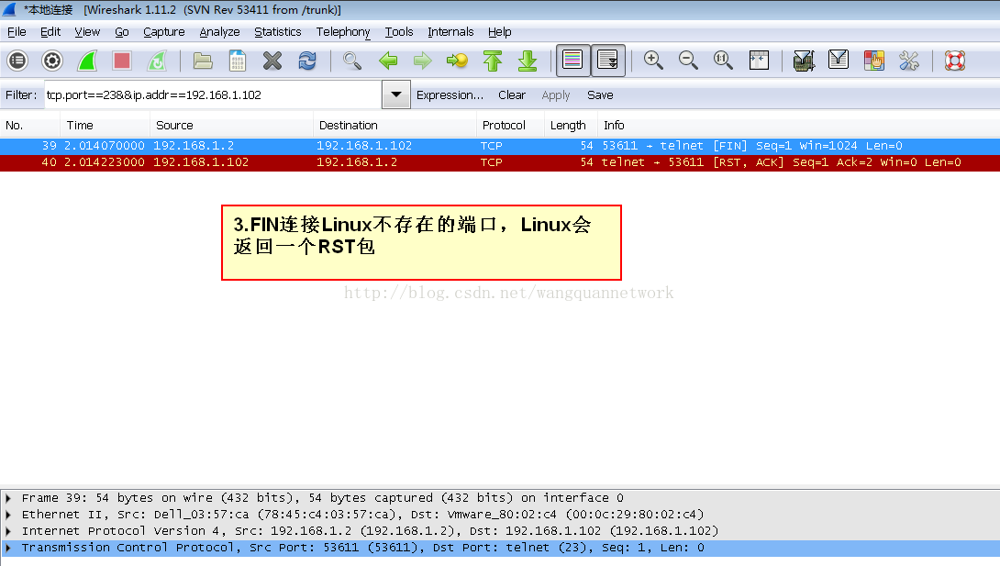 *本地连接   [Wireshark 1.11.2  (SVN Rev 53411 from /trunk)]
File Edit View Go Capture Analyze Statistics Telephony Tools Internals Help
Filter: tcp.port==23&&ip.addr==192.168.1.102 Expression... Clear Apply Save
No. Time Source Destination Protocol Length Info
39 2.014070000 192.168.1.2 192.168.1.102 TCP 54 53611 → telnet [FIN] Seq=1 Win=1024 Len=0
40 2.014223000 192.168.1.102 192.168.1.2 TCP 54 telnet → 53611 [RST, ACK] Seq=1 Ack=2 Win=0 Len=0
3.FIN连接Linux不存在的端口，Linux会
返回一个RST包
http://blog.csdn.net/wangquannetwork
Frame 39: 54 bytes on wire (432 bits), 54 bytes captured (432 bits) on interface 0
Ethernet II, Src: Dell_03:57:ca (78:45:c4:03:57:ca), Dst: Vmware_80:02:c4 (00:0c:29:80:02:c4)
Internet Protocol Version 4, Src: 192.168.1.2 (192.168.1.2), Dst: 192.168.1.102 (192.168.1.102)
Transmission Control Protocol, Src Port: 53611 (53611), Dst Port: telnet (23), Seq: 1, Len: 0